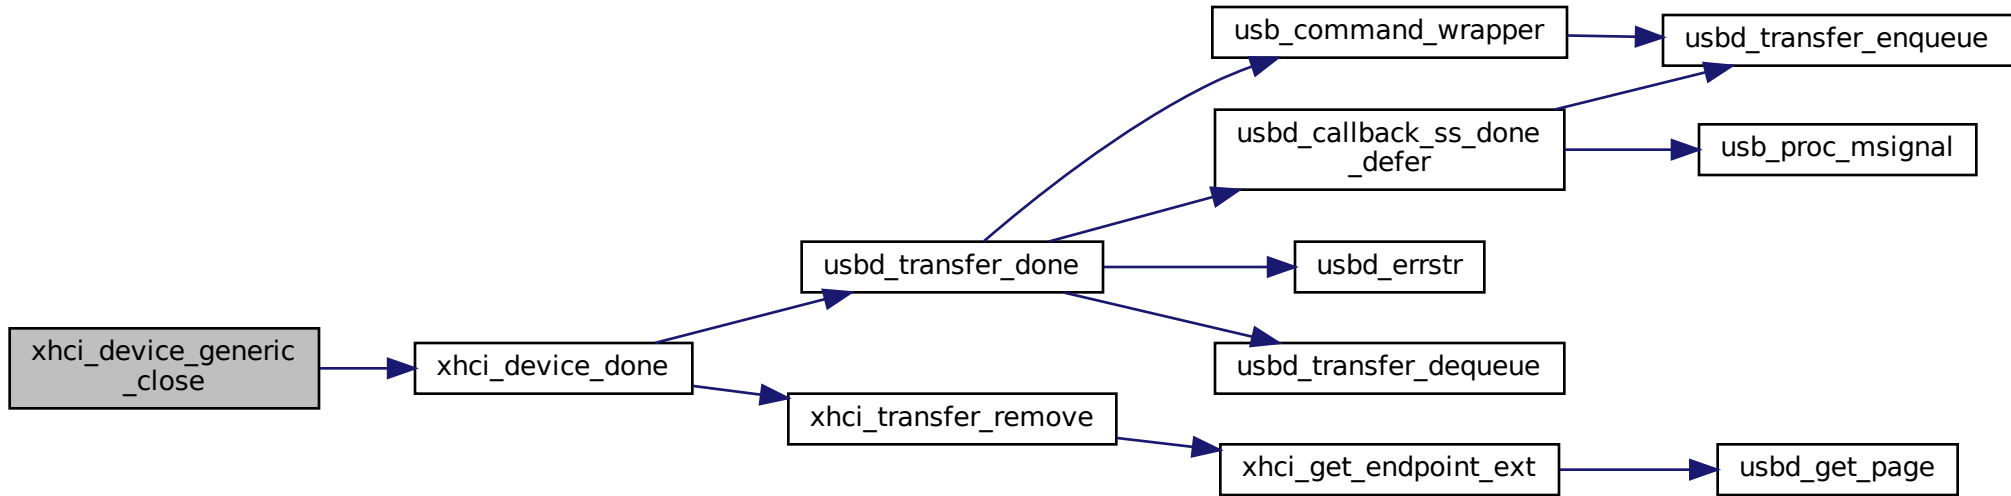 usb_command_wrapper
usbd_transfer_enqueue
usbd_callback_ss_done
_defer
usb_proc_msignal
usbd_transfer_done
usbd_errstr
xhci_device_generic
_close
xhci_device_done
usbd_transfer_dequeue
xhci_transfer_remove
xhci_get_endpoint_ext
usbd_get_page